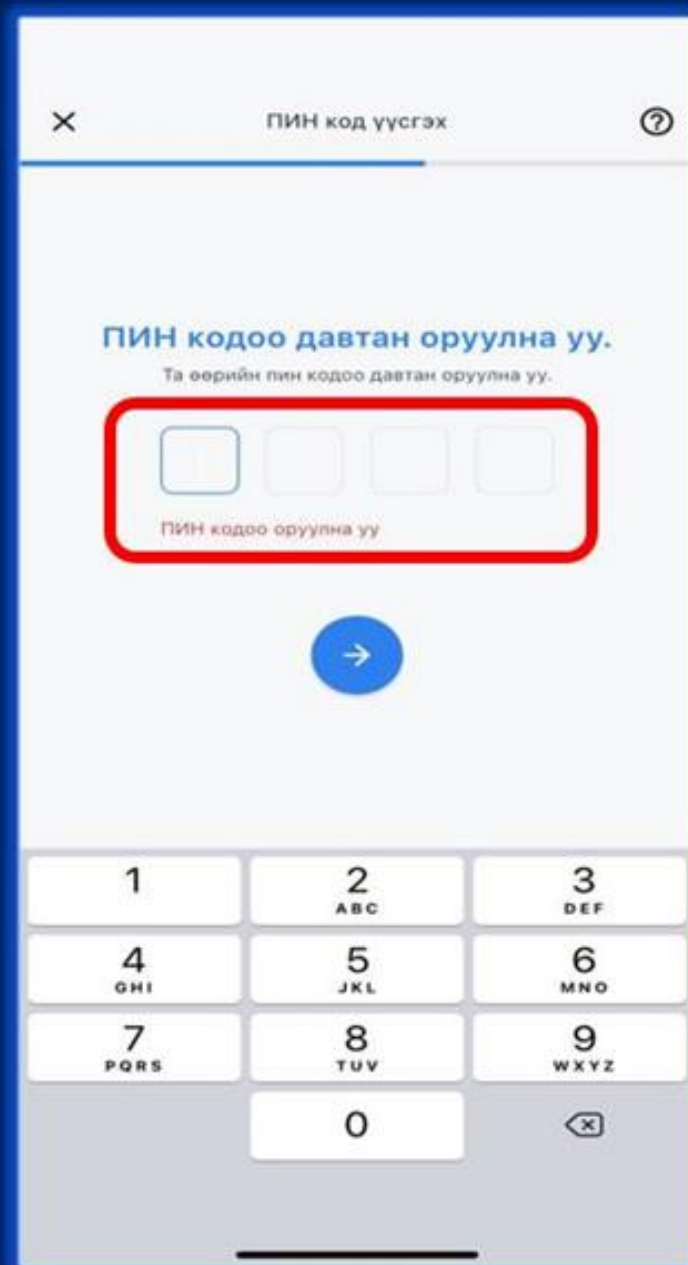 ПИН код үүсгэх
ПИН кодоо давтан оруулна уу.
Та өөрийн пин кодоо давтан оруулна уу.
ПИН кодоо оруулна уу
1
2
ABC
3
DEF
4
GHI
5
JKL
6
MNO
7
PQRS
8
TUV
9
WXYZ
0